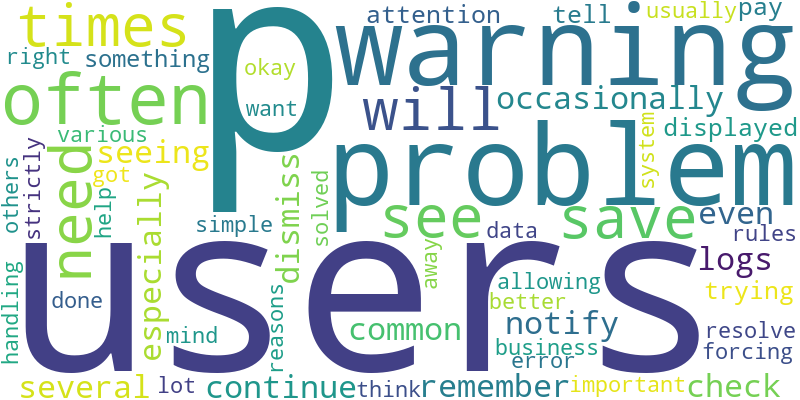 times
p
warning
attention
tell
usually
pay
right
something
okay
often
want
will
occasionally
various
displayed
need
seeing
problem
system
others
strictly
got
help
especially
dismiss
solved
simple
see
save
even
data
rules
users
logs
away
allowing
trying
handling
done
mind
reasons
common
notify
better
business
error
resolve
forcing
several
lot
continue
think
remember
important
check